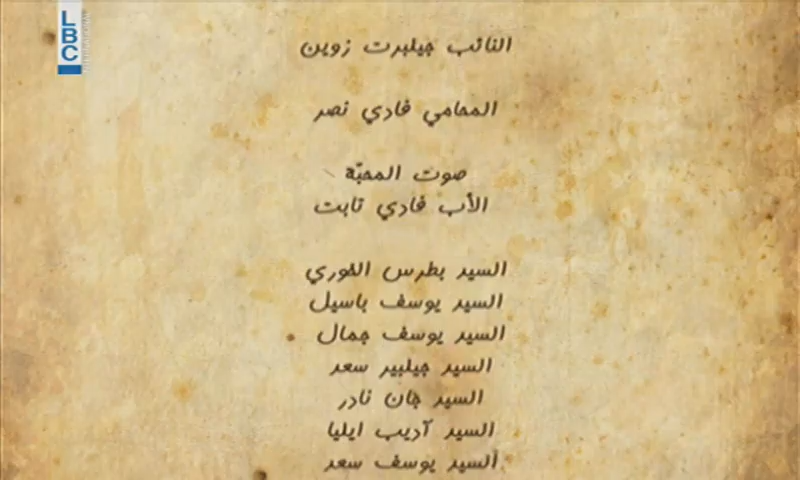 LBC
النائب جيلبرت زوين
المحامي فادي نصر
صوت المحبّة
الأب فادي تابت
السيد بطرس الخوري
السيد يوسف باسيل
السيد يوسف جمال
السيد جيلبير سعد
السيد جان نادر
السيد آديب ايليا
السيد يوسف سعد